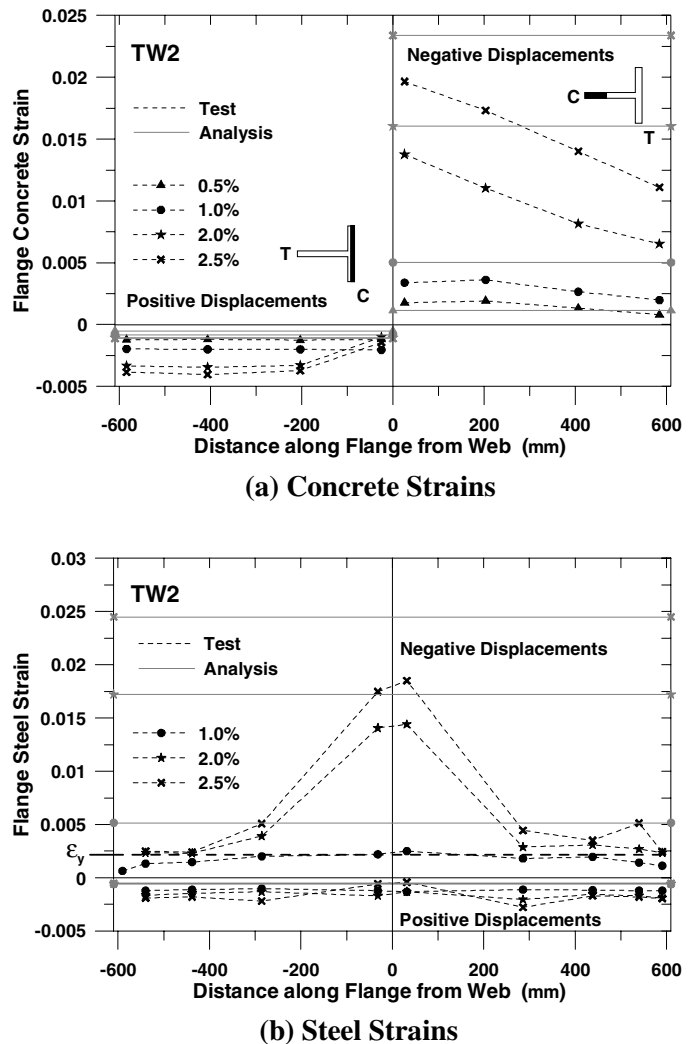 0.025
0.02
0.015
0.01
0.005
0
-0.005
Flange Concrete Strain
TW2
Test
Analysis
0.5%
1.0%
2.0%
2.5%
T
C
Positive Displacements
Negative Displacements
C
T
-600 -400 -200 0 200 400 600
Distance along Flange from Web (mm)
(a) Concrete Strains
0.03
0.025
0.02
0.015
0.01
0.005
εy
0
-0.005
Flange Steel Strain
TW2
Test
Analysis
1.0%
2.0%
2.5%
Negative Displacements
Positive Displacements
-600 -400 -200 0 200 400 600
Distance along Flange from Web (mm)
(b) Steel Strains